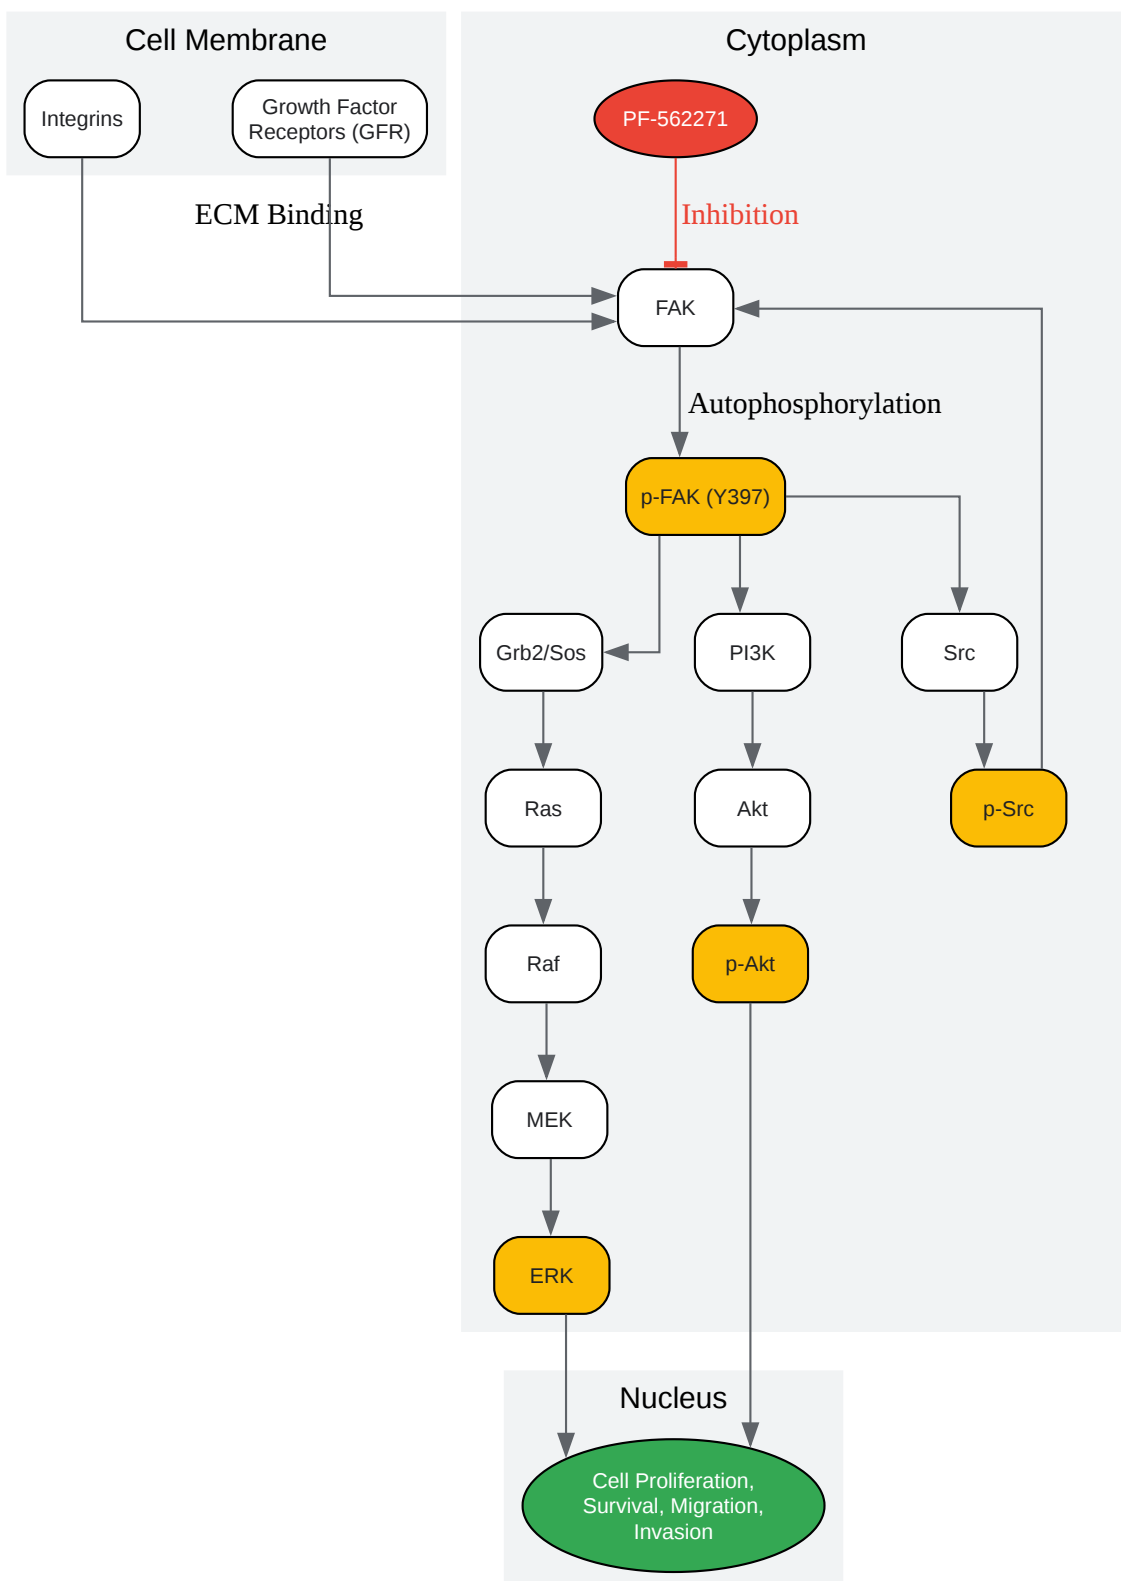 Cell Membrane
Cytoplasm
Integrins
Growth Factor
Receptors (GFR)
PF-562271
ECM Binding
Inhibition
FAK
Autophosphorylation
p-FAK (Y397)
Grb2/Sos
PI3K
Src
Ras
Akt
p-Src
Raf
p-Akt
MEK
ERK
Nucleus
Cell Proliferation,
Survival, Migration,
Invasion